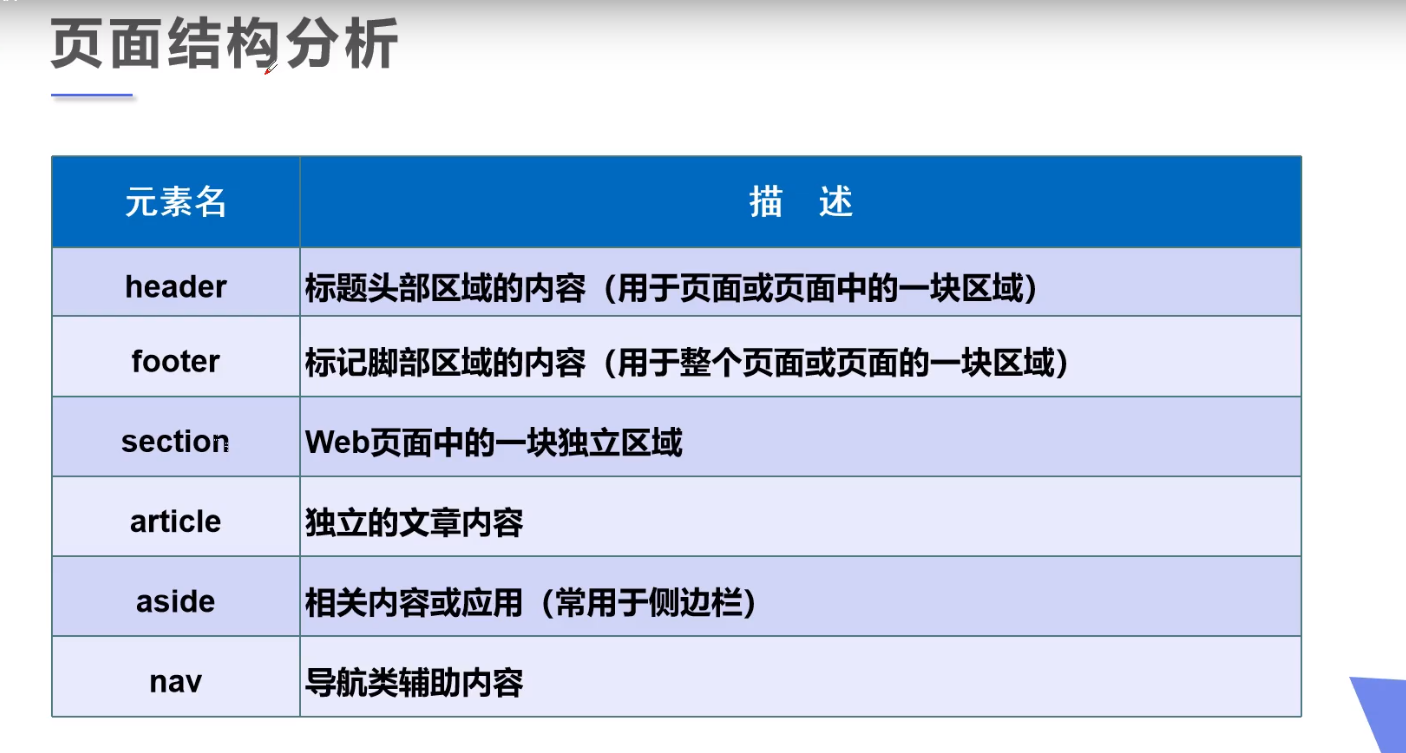 页面结构分析
元素名 描 述
header 标题头部区域的内容（用于页面或页面中的一块区域）
footer 标记脚部区域的内容（用于整个页面或页面的一块区域）
section Web页面中的一块独立区域
article 独立的文章内容
aside 相关内容或应用（常用于侧边栏）
nav 导航类辅助内容